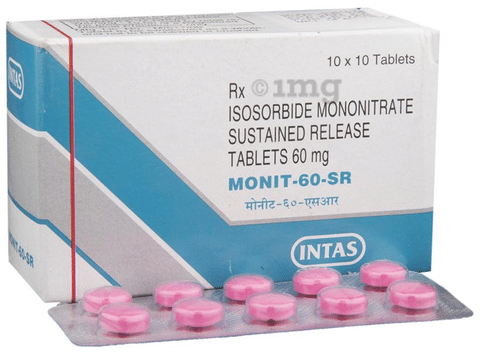 INTAS
10 x 10 Tablets
Rx
© 1mg
ISOSORBIDE MONONITRATE
SUSTAINED RELEASE
TABLETS 60 mg
MONIT-60-SR
मोनीट-६०-एसआर
INTAS
MONIT-60-SR